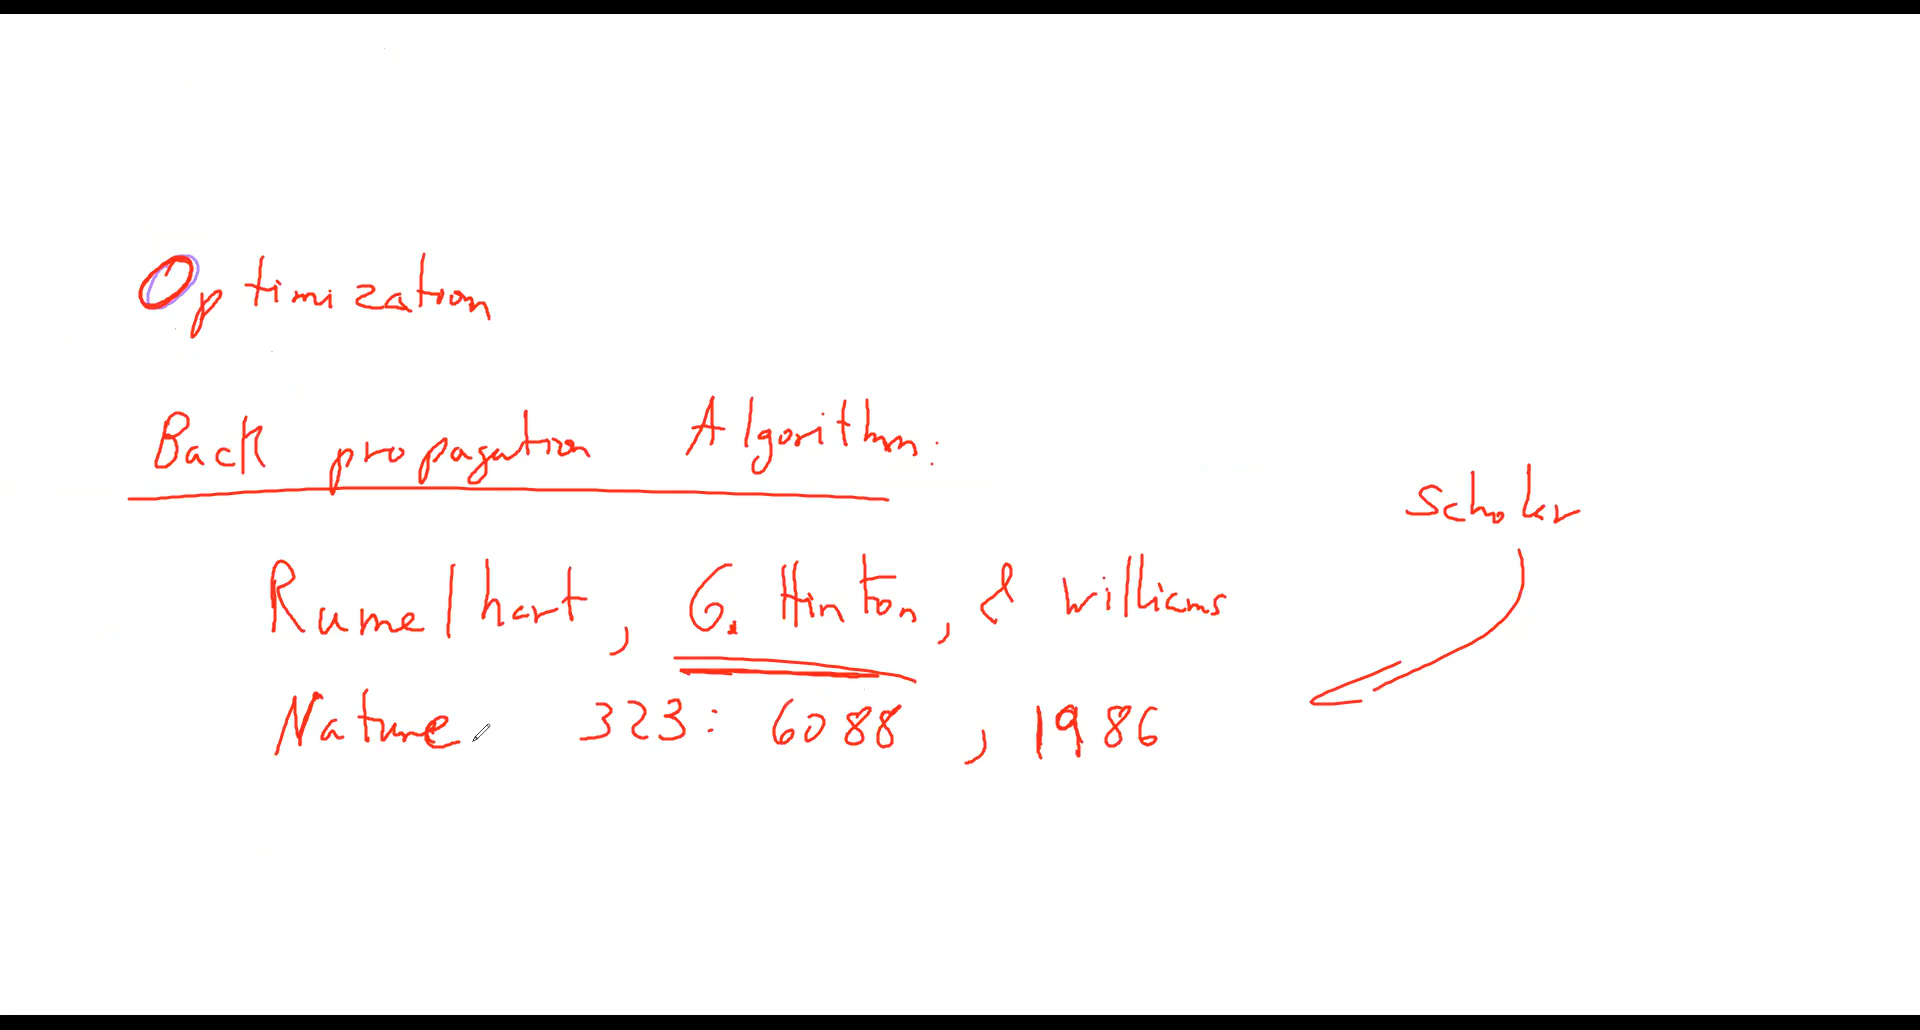 Optimization
Back propagation Algorithm:
Scholar
Rumelhart, G. Hinton, & Williams
Nature 323: 6088, 1986